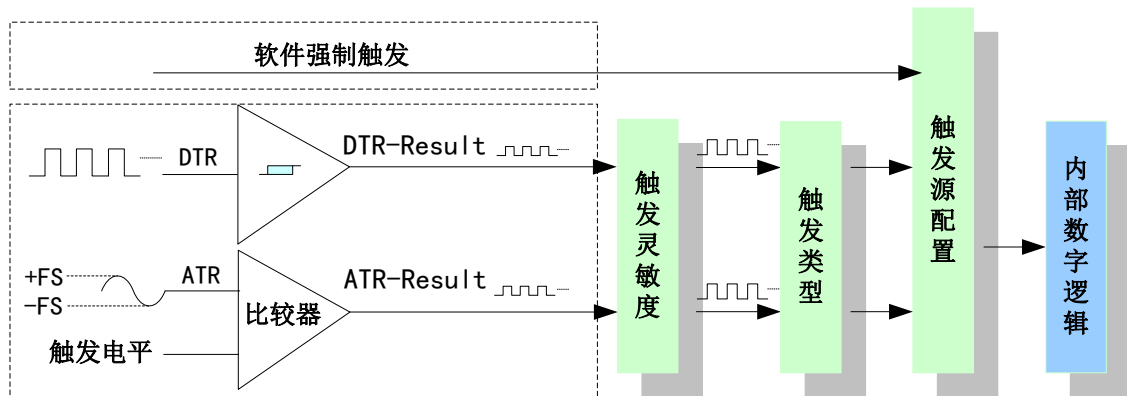 软件强制触发
DTR
DTR-Result
+FS
-FS
ATR
ATR-Result
触发电平
比较器
触发灵敏度
触发类型
触发源配置
内部数字逻辑